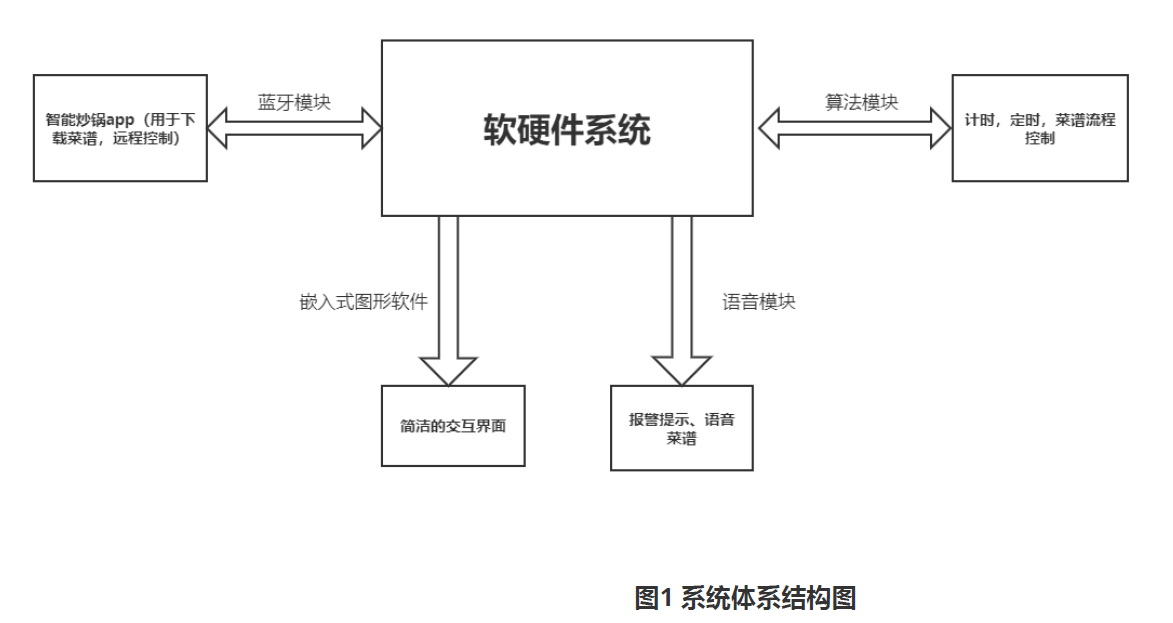 蓝牙模块
算法模块
智能炒锅app（用于下
载菜谱，远程控制）
软硬件系统
计时，定时，菜谱流程
控制
嵌入式图形软件
语音模块
简洁的交互界面
报警提示、语音
菜谱
图1 系统体系结构图